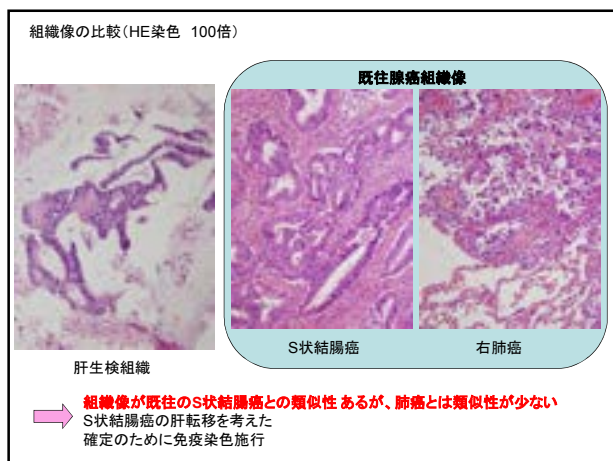 組織像の比較(HE染色 100倍)
既往腺癌組織像
肝生検組織
S状結腸癌
右肺癌
組織像が既往のS状結腸癌との類似性 あるが、肺癌とは類似性が少ない
S状結腸癌の肝転移を考えた
確定のために免疫染色施行